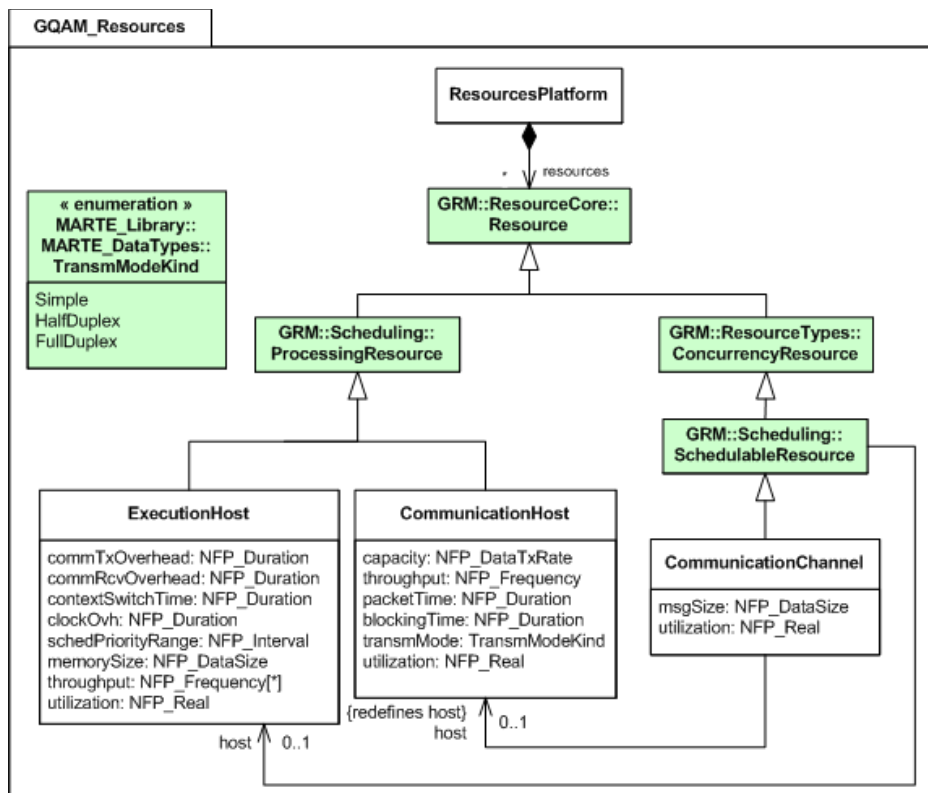 GQAM_Resources
ResourcesPlatform
* resources
GRM::ResourceCore::
Resource
« enumeration »
MARTE_Library::
MARTE_DataTypes::
TransmModeKind
Simple
HalfDuplex
FullDuplex
GRM::Scheduling::
ProcessingResource
GRM::ResourceTypes::
ConcurrencyResource
GRM::Scheduling::
SchedulableResource
ExecutionHost
commTxOverhead: NFP_Duration
commRcvOverhead: NFP_Duration
contextSwitchTime: NFP_Duration
clockOvh: NFP_Duration
schedPriorityRange: NFP_Interval
memorySize: NFP_DataSize
throughput: NFP_Frequency[*]
utilization: NFP_Real
CommunicationHost
capacity: NFP_DataTxRate
throughput: NFP_Frequency
packetTime: NFP_Duration
blockingTime: NFP_Duration
transmMode: TransmModeKind
utilization: NFP_Real
CommunicationChannel
msgSize: NFP_DataSize
utilization: NFP_Real
{redefines host}
host 0..1
host 0..1